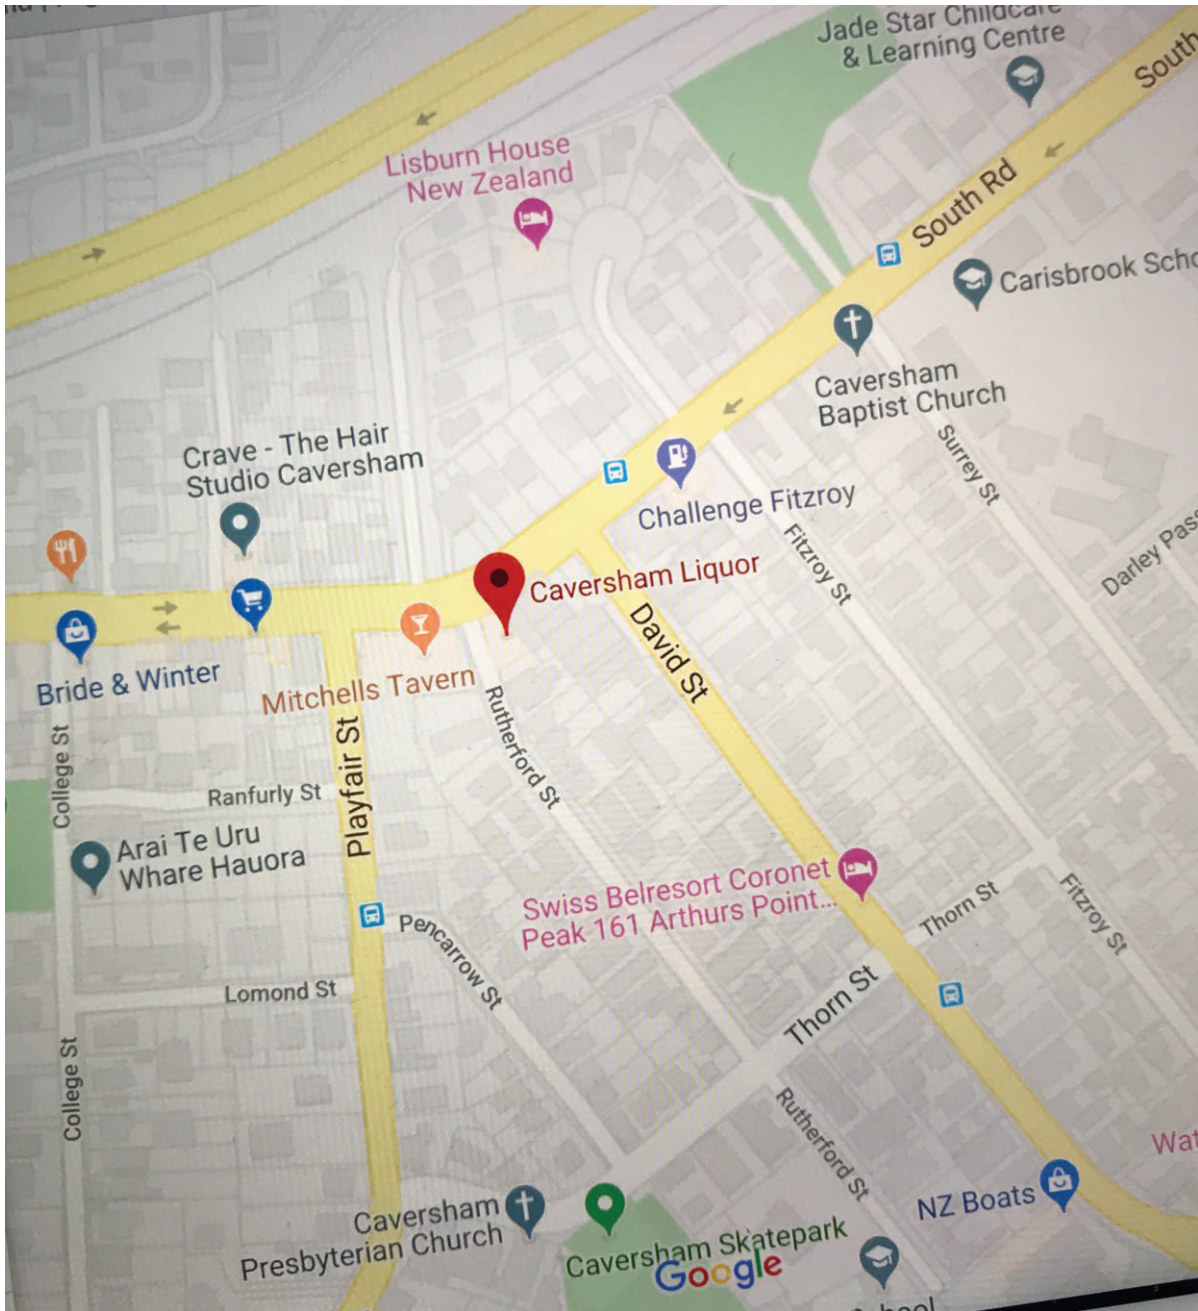 Jade Star Childcare
& Learning Centre
South
Lisburn House
New Zealand
South Rd
Carisbrook
Caversham
Baptist Church
Crave - The Hair
Studio Caversham
Surrey St
Challenge Fitzroy
Fitzroy St
Darley
Caversham Liquor
David St
Bride & Winter
Mitchells Tavern
Rutherford St
College St
Playfair St
Ranfurly St
Arai Te Uru
Whare Hauora
Swiss Belresort Coronet
Peak 161 Arthurs Point...
Thorn St
Fitzroy St
Pencarrow St
Lomond St
Thorn St
College St
Rutherford St
NZ Boats
Caversham
Presbyterian Church
Caversham Skatepark
Google